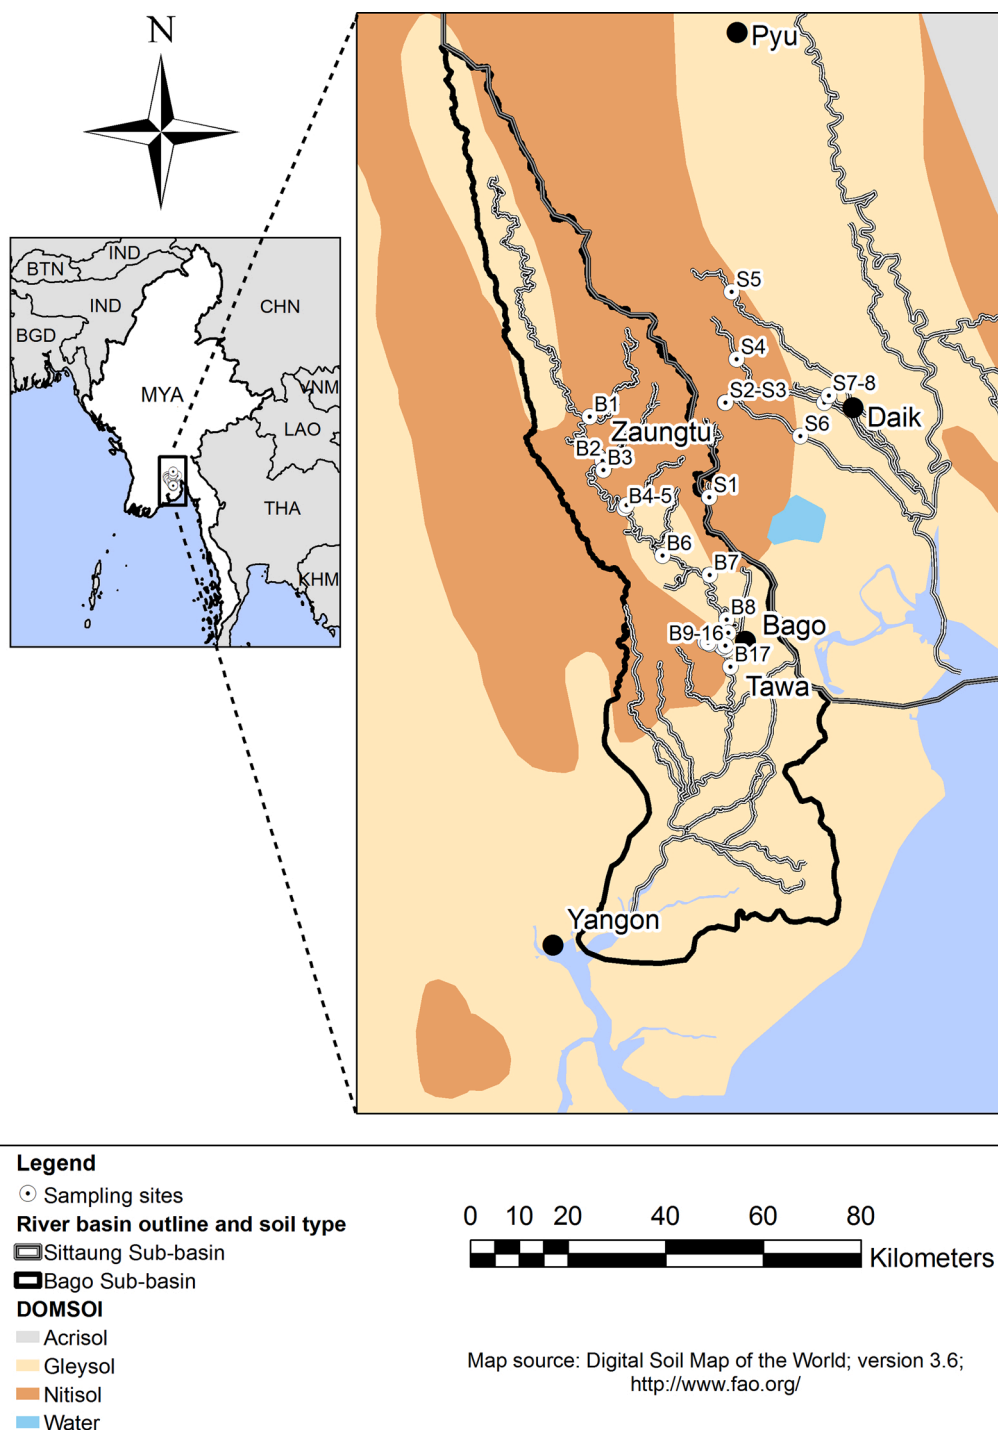 N
Pyu
IND
BTN
IND
CHN
BGD
MYA
VNM
LAO
THA
KHM
S5
S4
S2-S3
S7-8
Daik
S6
B1
Zaungtu
B2
B3
S1
B4-5
B6
B7
B8
B9-16
Bago
B17
Tawa
Yangon
Legend
Sampling sites
River basin outline and soil type
Sittaung Sub-basin
Bago Sub-basin
DOMSOI
Acrisol
Gleysol
Nitisol
Water
0 10 20 40 60 80
Kilometers
Map source: Digital Soil Map of the World; version 3.6;
http://www.fao.org/